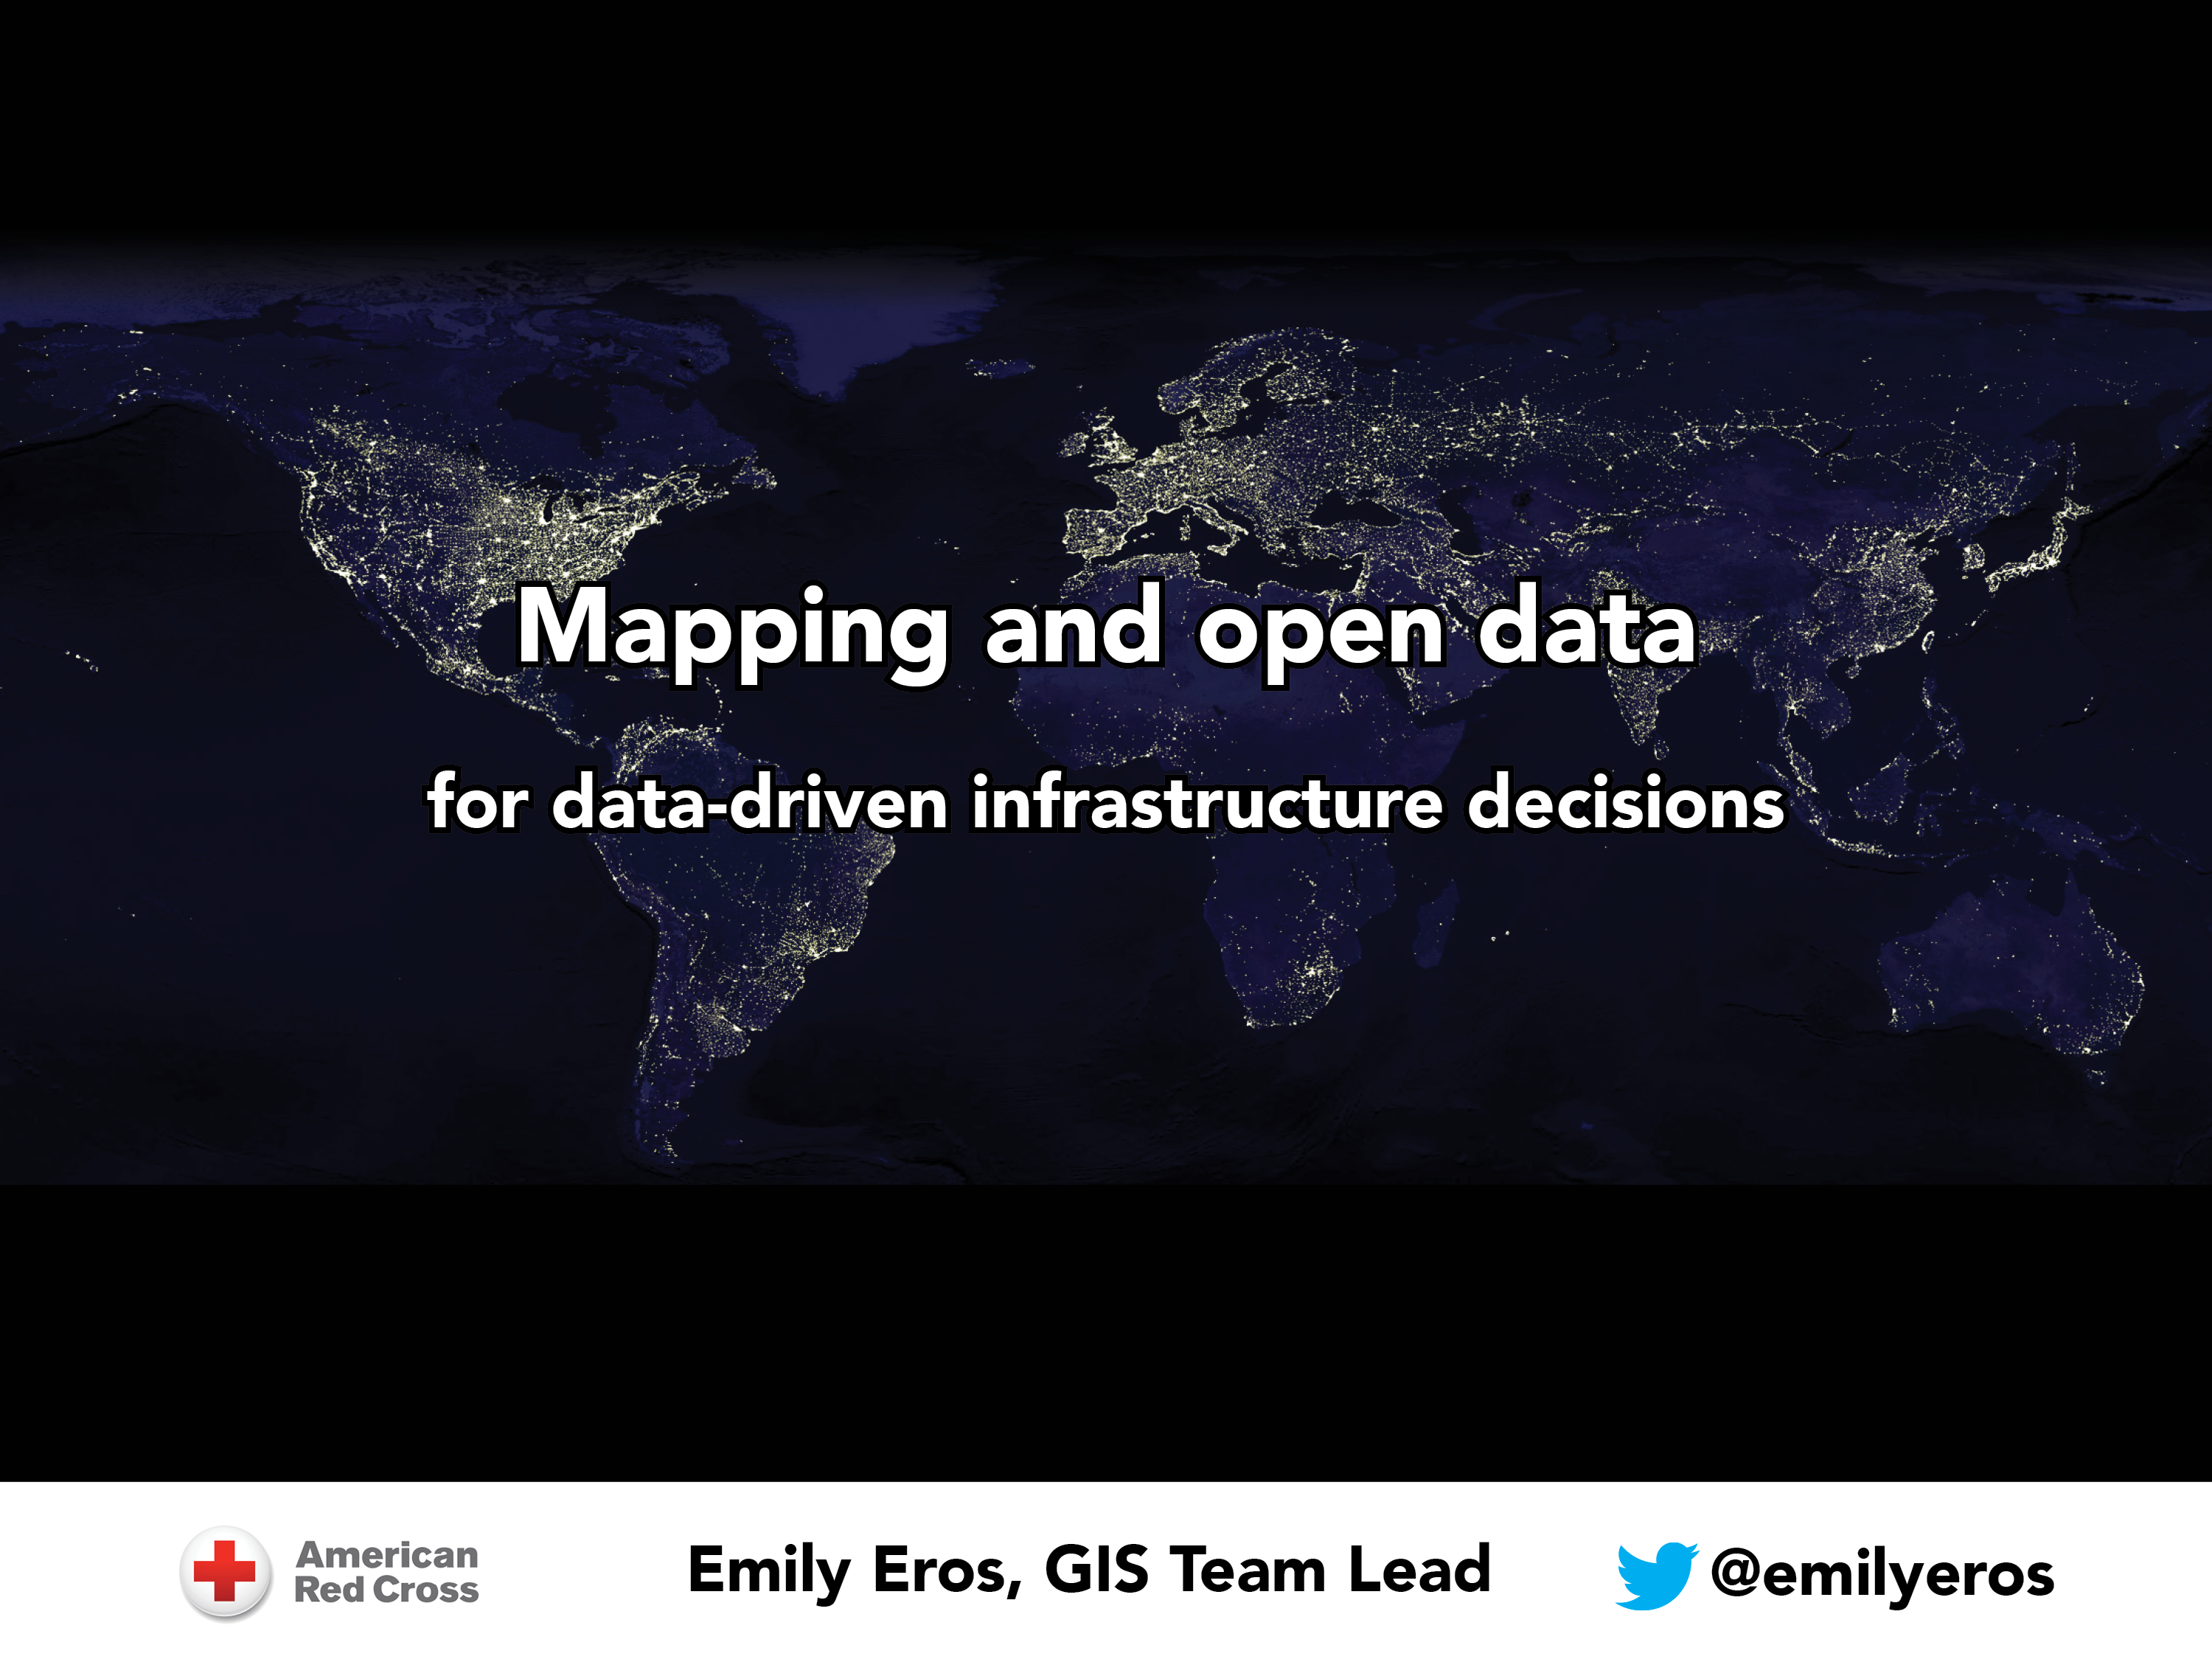 Mapping and open data
for data-driven infrastructure decisions
American
Red Cross
Emily Eros, GIS Team Lead
@emilyeros